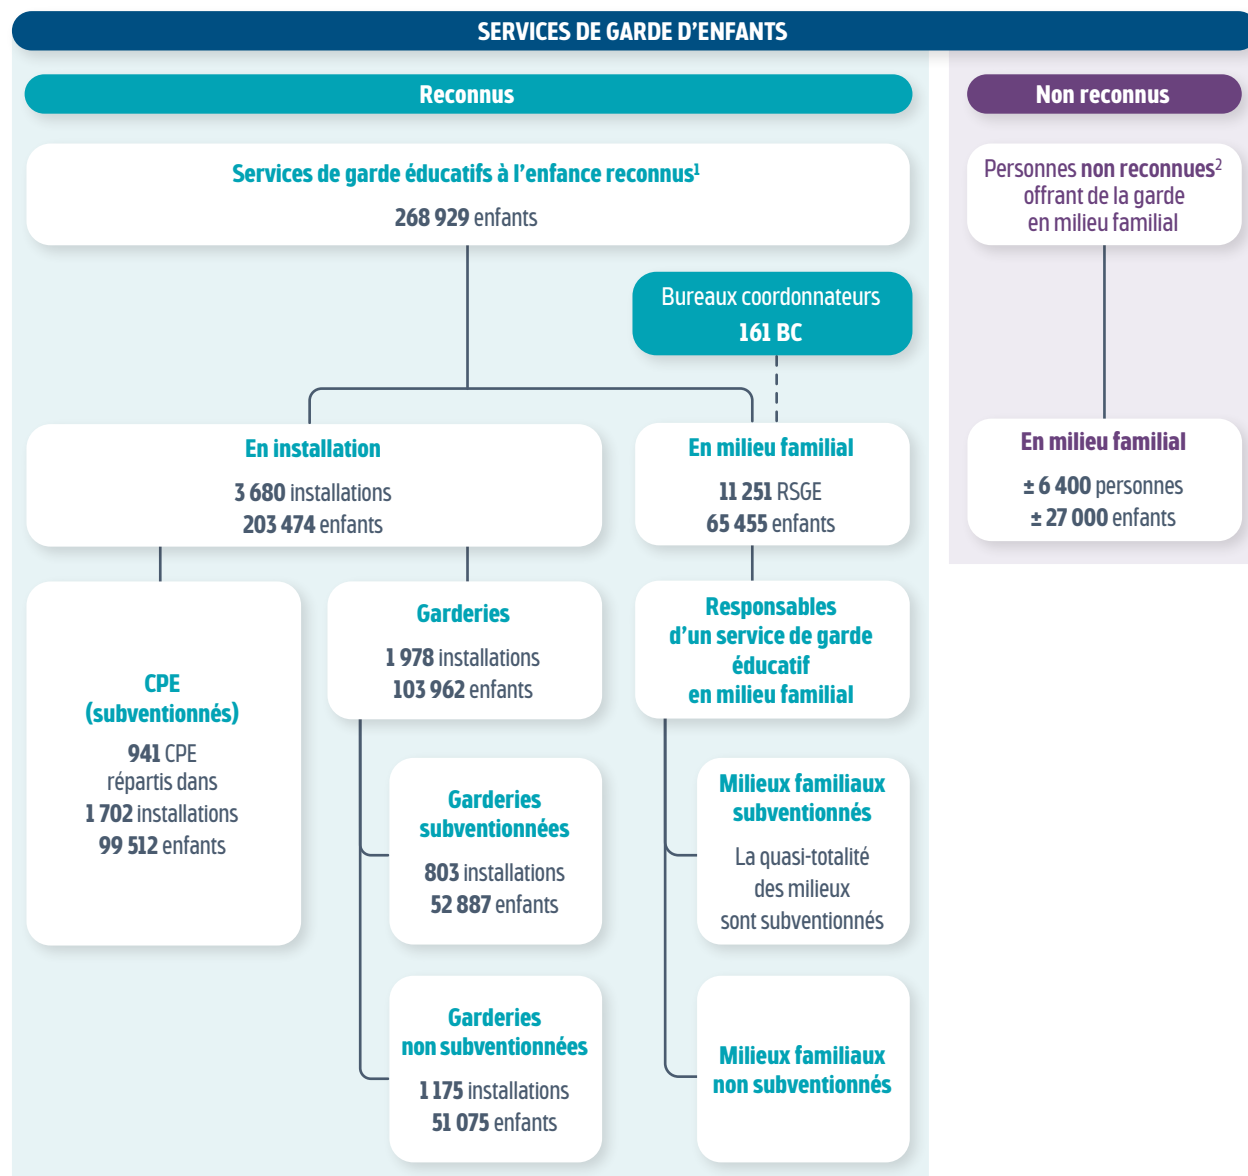 SERVICES DE GARDE D'ENFANTS
Reconnus
Services de garde éducatifs à l'enfance reconnus¹
268 929 enfants
Bureaux coordonnateurs
161 BC
En installation
3 680 installations
203 474 enfants
En milieu familial
11 251 RSGE
65 455 enfants
CPE
(subventionnés)
941 CPE
répartis dans
1 702 installations
99 512 enfants
Garderies
1 978 installations
103 962 enfants
Garderies
subventionnées
803 installations
52 887 enfants
Garderies
non subventionnées
1 175 installations
51 075 enfants
Responsables
d'un service de garde
éducatif
en milieu familial
Milieux familiaux
subventionnés
La quasi-totalité
des milieux
sont subventionnés
Milieux familiaux
non subventionnés
Non reconnus
Personnes non reconnues²
offrant de la garde
en milieu familial
En milieu familial
± 6 400 personnes
± 27 000 enfants